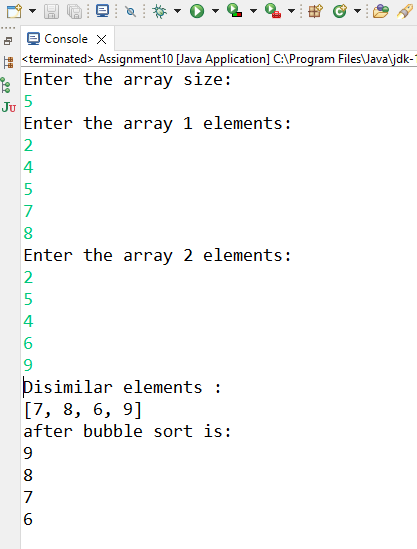 Console
<terminated> Assignment10 [Java Application] C:\Program Files\Java\jdk-
Enter the array size:
5
Enter the array 1 elements:
2
4
5
7
8
Enter the array 2 elements:
2
5
4
6
9
Disimilar elements :
[7, 8, 6, 9]
after bubble sort is:
9
8
7
6